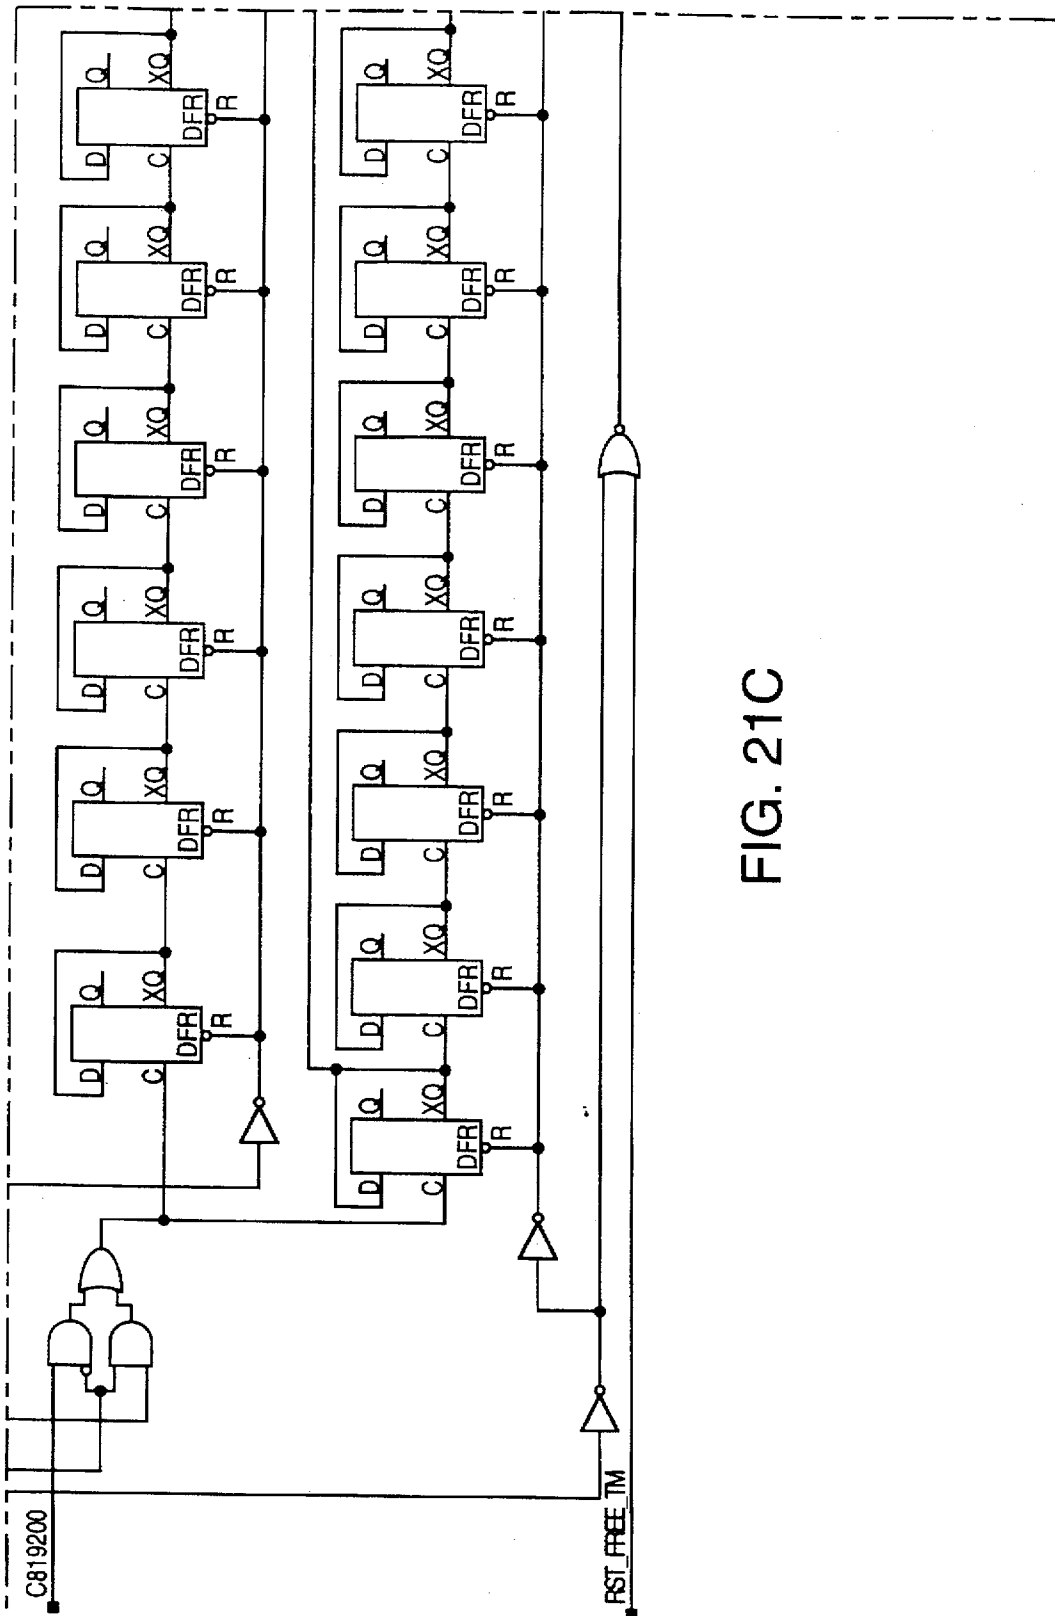 C819200
D Q D Q D Q D Q D Q D Q
C XQ C XQ C XQ C XQ C XQ C XQ
DFR DFR DFR DFR DFR DFR
R R R R R R
D Q D Q D Q D Q D Q D Q D Q
C XQ C XQ C XQ C XQ C XQ C XQ C XQ
DFR DFR DFR DFR DFR DFR DFR
R R R R R R R
RST_FREE_TM
FIG. 21C